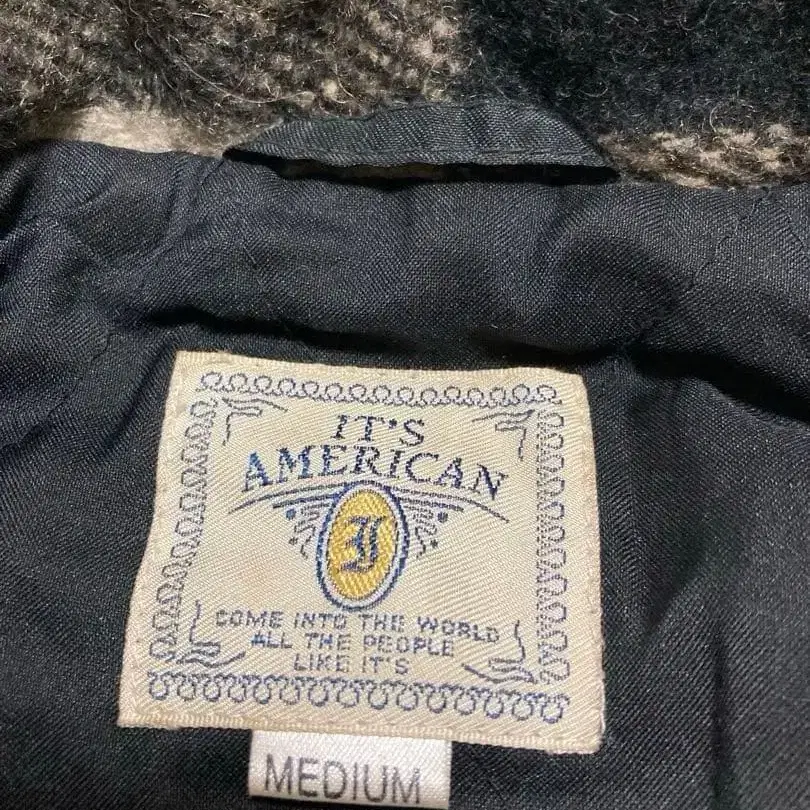 IT'S
AMERICAN
I
COME INTO THE WORLD
ALL THE PEOPLE
LIKE IT'S
MEDIUM